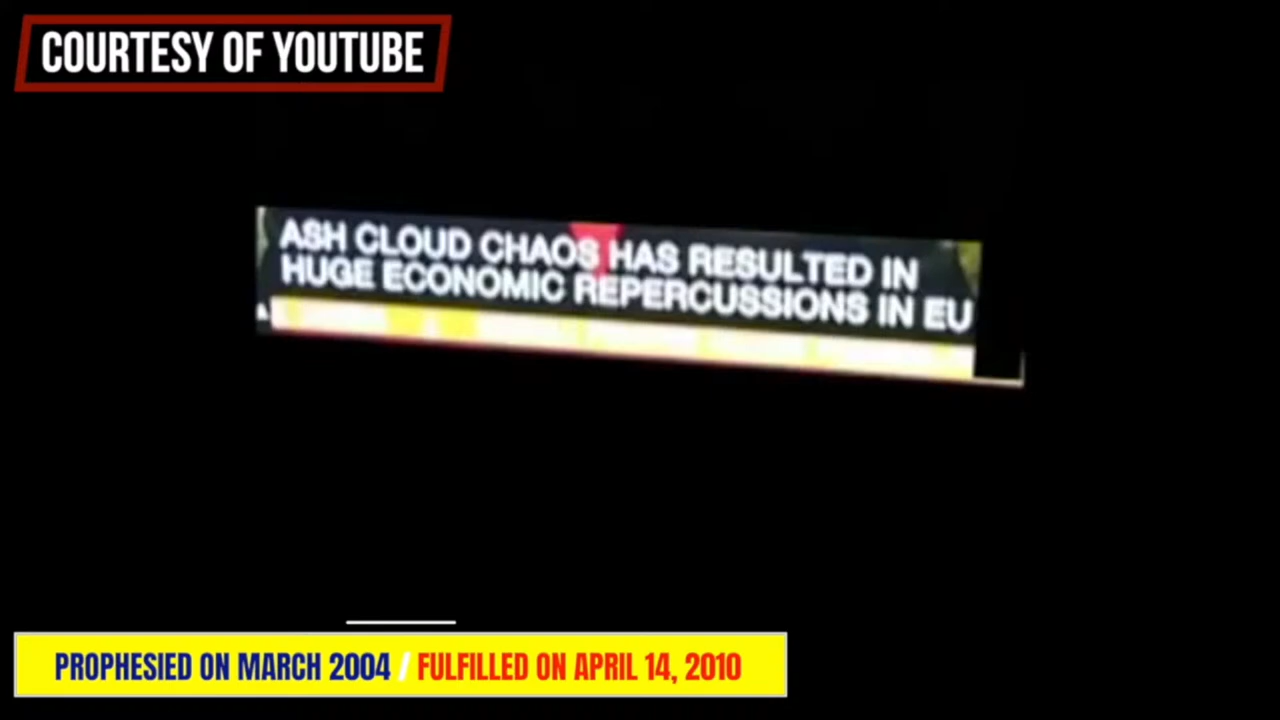 COURTESY OF YOUTUBE
ASH CLOUD CHAOS HAS RESULTED IN
HUGE ECONOMIC REPERCUSSIONS IN EU
PROPHESIED ON MARCH 2004 / FULFILLED ON APRIL 14, 2010